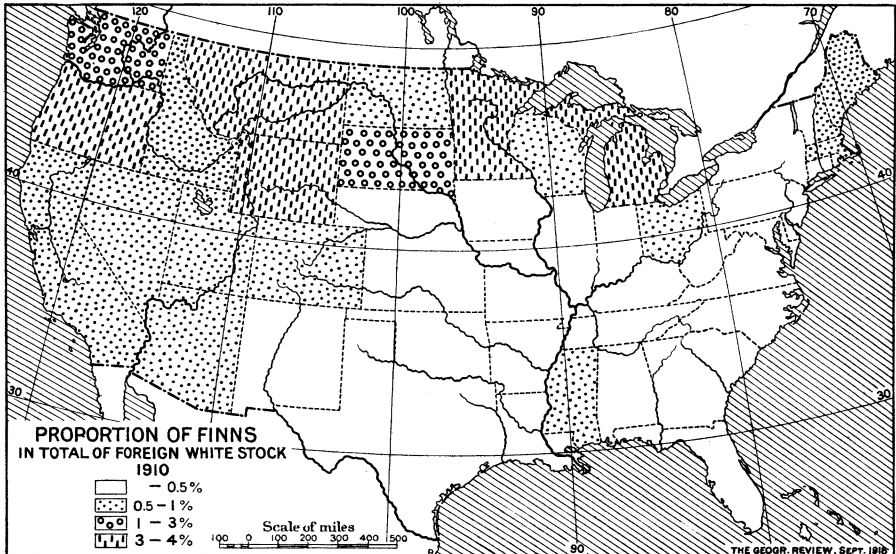 120
100
90
80
70
40
40
30
30
PROPORTION OF FINNS
IN TOTAL OF FOREIGN WHITE STOCK
1910
– 0.5%
0.5 – 1%
1 – 3%
3 – 4%
Scale of miles
100 0 100 200 300 400 500
90
THE GEOGR. REVIEW, SEPT.